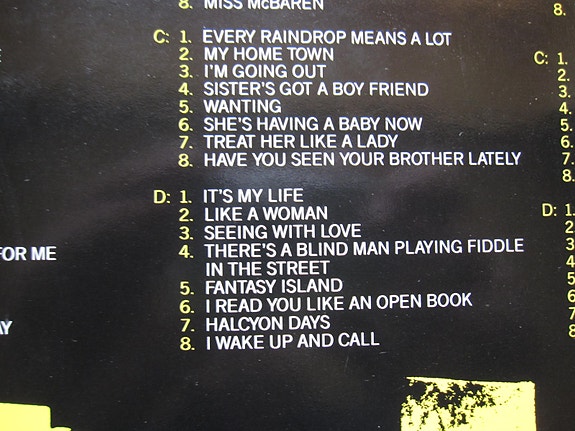 8. MISS McBAREN
8.
C: 1. EVERY RAINDROP MEANS A LOT
2. MY HOME TOWN
3. I'M GOING OUT
4. SISTER'S GOT A BOY FRIEND
5. WANTING
6. SHE'S HAVING A BABY NOW
7. TREAT HER LIKE A LADY
8. HAVE YOU SEEN YOUR BROTHER LATELY
D: 1. IT'S MY LIFE
2. LIKE A WOMAN
3. SEEING WITH LOVE
4. THERE'S A BLIND MAN PLAYING FIDDLE
IN THE STREET
5. FANTASY ISLAND
6. I READ YOU LIKE AN OPEN BOOK
7. HALCYON DAYS
8. I WAKE UP AND CALL
FOR ME
AY
C: 1.
2.
3.
4.
5.
6.
7.
8.
D: 1.
2
3
4
5
6
7
8